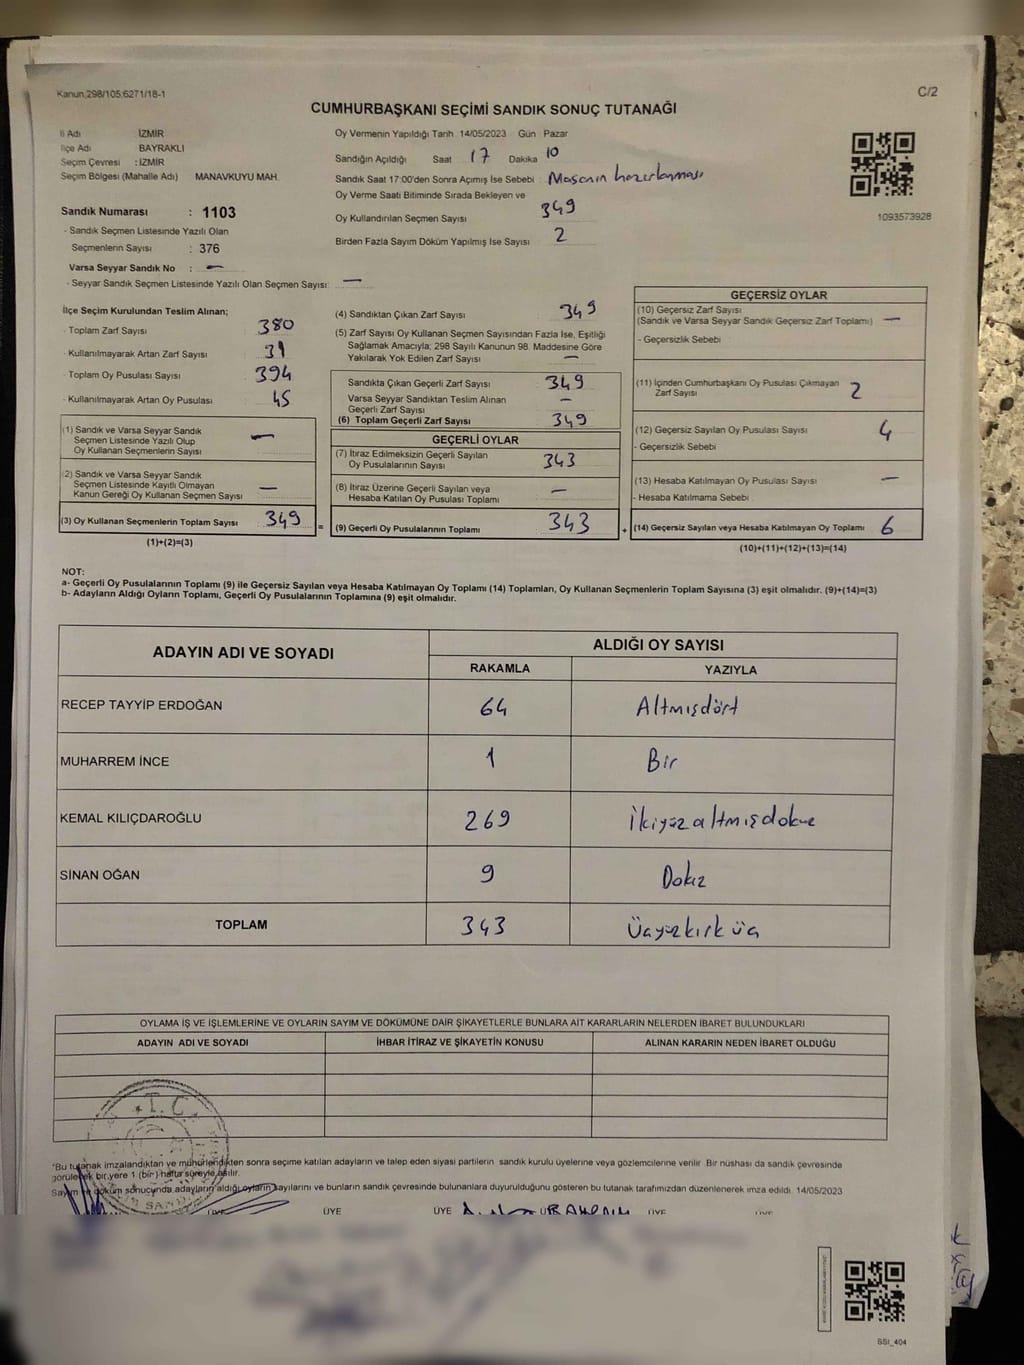 Kanun 298/105:6271/18-1
C/2
CUMHURBAŞKANI SEÇİMİ SANDIK SONUÇ TUTANAĞI
İl Adı İZMİR
İlçe Adı BAYRAKLI
Seçim Çevresi : İZMİR
Seçim Bölgesi (Mahalle Adı) MANAVKUYU MAH.
Sandık Numarası : 1103
- Sandık Seçmen Listesinde Yazılı Olan
Seçmenlerin Sayısı : 376
Varsa Seyyar Sandık No : —
- Seyyar Sandık Seçmen Listesinde Yazılı Olan Seçmen Sayısı: —
Oy Vermenin Yapıldığı Tarih 14/05/2023 Gün Pazar
Sandığın Açıldığı Saat 17 Dakika 10
Sandık Saat 17:00'den Sonra Açımış İse Sebebi : Masanın hazırlanması
Oy Verme Saati Bitiminde Sırada Bekleyen ve
Oy Kullandırılan Seçmen Sayısı 349
Birden Fazla Sayım Döküm Yapılmış İse Sayısı 2
1093573928
İlçe Seçim Kurulundan Teslim Alınan;
- Toplam Zarf Sayısı 380
- Kullanılmayarak Artan Zarf Sayısı 31
- Toplam Oy Pusulası Sayısı 394
- Kullanılmayarak Artan Oy Pusulası 45
(1) Sandık ve Varsa Seyyar Sandık
Seçmen Listesinde Yazılı Olup
Oy Kullanan Seçmenlerin Sayısı —
(2) Sandık ve Varsa Seyyar Sandık
Seçmen Listesinde Kayıtlı Olmayan
Kanun Gereği Oy Kullanan Seçmen Sayısı —
(3) Oy Kullanan Seçmenlerin Toplam Sayısı 349 =
(1)+(2)=(3)
(4) Sandıktan Çıkan Zarf Sayısı 349
(5) Zarf Sayısı Oy Kullanan Seçmen Sayısından Fazla İse, Eşitliği
Sağlamak Amacıyla; 298 Sayılı Kanunun 98. Maddesine Göre
Yakılarak Yok Edilen Zarf Sayısı —
Sandıkta Çıkan Geçerli Zarf Sayısı 349
Varsa Seyyar Sandıktan Teslim Alınan
Geçerli Zarf Sayısı —
(6) Toplam Geçerli Zarf Sayısı 349
GEÇERLİ OYLAR
(7) İtiraz Edilmeksizin Geçerli Sayılan
Oy Pusulalarının Sayısı 343
(8) İtiraz Üzerine Geçerli Sayılan veya
Hesaba Katılan Oy Pusulası Toplamı —
(9) Geçerli Oy Pusulalarının Toplamı 343 +
GEÇERSİZ OYLAR
(10) Geçersiz Zarf Sayısı
(Sandık ve Varsa Seyyar Sandık Geçersiz Zarf Toplamı) —
- Geçersizlik Sebebi
(11) İçinden Cumhurbaşkanı Oy Pusulası Çıkmayan
Zarf Sayısı 2
(12) Geçersiz Sayılan Oy Pusulası Sayısı 4
- Geçersizlik Sebebi
(13) Hesaba Katılmayan Oy Pusulası Sayısı —
- Hesaba Katılmama Sebebi
(14) Geçersiz Sayılan veya Hesaba Katılmayan Oy Toplamı 6
(10)+(11)+(12)+(13)=(14)
NOT:
a- Geçerli Oy Pusulalarının Toplamı (9) ile Geçersiz Sayılan veya Hesaba Katılmayan Oy Toplamı (14) Toplamları, Oy Kullanan Seçmenlerin Toplam Sayısına (3) eşit olmalıdır. (9)+(14)=(3)
b- Adayların Aldığı Oyların Toplamı, Geçerli Oy Pusulalarının Toplamına (9) eşit olmalıdır.
ADAYIN ADI VE SOYADI ALDIĞI OY SAYISI
RAKAMLA YAZIYLA
RECEP TAYYİP ERDOĞAN 64 Altmışdört
MUHARREM İNCE 1 Bir
KEMAL KILIÇDAROĞLU 269 İkiyüzaltmışdokuz
SİNAN OĞAN 9 Dokuz
TOPLAM 343 Üçyüzkırküç
OYLAMA İŞ VE İŞLEMLERİNE VE OYLARIN SAYIM VE DÖKÜMÜNE DAİR ŞİKAYETLERLE BUNLARA AİT KARARLARIN NELERDEN İBARET BULUNDUKLARI
ADAYIN ADI VE SOYADI İHBAR İTİRAZ VE ŞİKAYETİN KONUSU ALINAN KARARIN NEDEN İBARET OLDUĞU
T.C.
"Bu tutanak imzalandıktan ve mühürlendikten sonra seçime katılan adayların ve talep eden siyasi partilerin sandık kurulu üyelerine veya gözlemcilerine verilir. Bir nüshası da sandık çevresinde
görülecek bir yere 1 (bir) hafta süreyle asılır.
Sayım ve döküm sonucunda adayların aldığı oyların sayılarını ve bunların sandık çevresinde bulunanlara duyurulduğunu gösteren bu tutanak tarafımızdan düzenlenerek imza edildi. 14/05/2023
ÜYE ÜYE ÜYE ÜYE
SSI_404